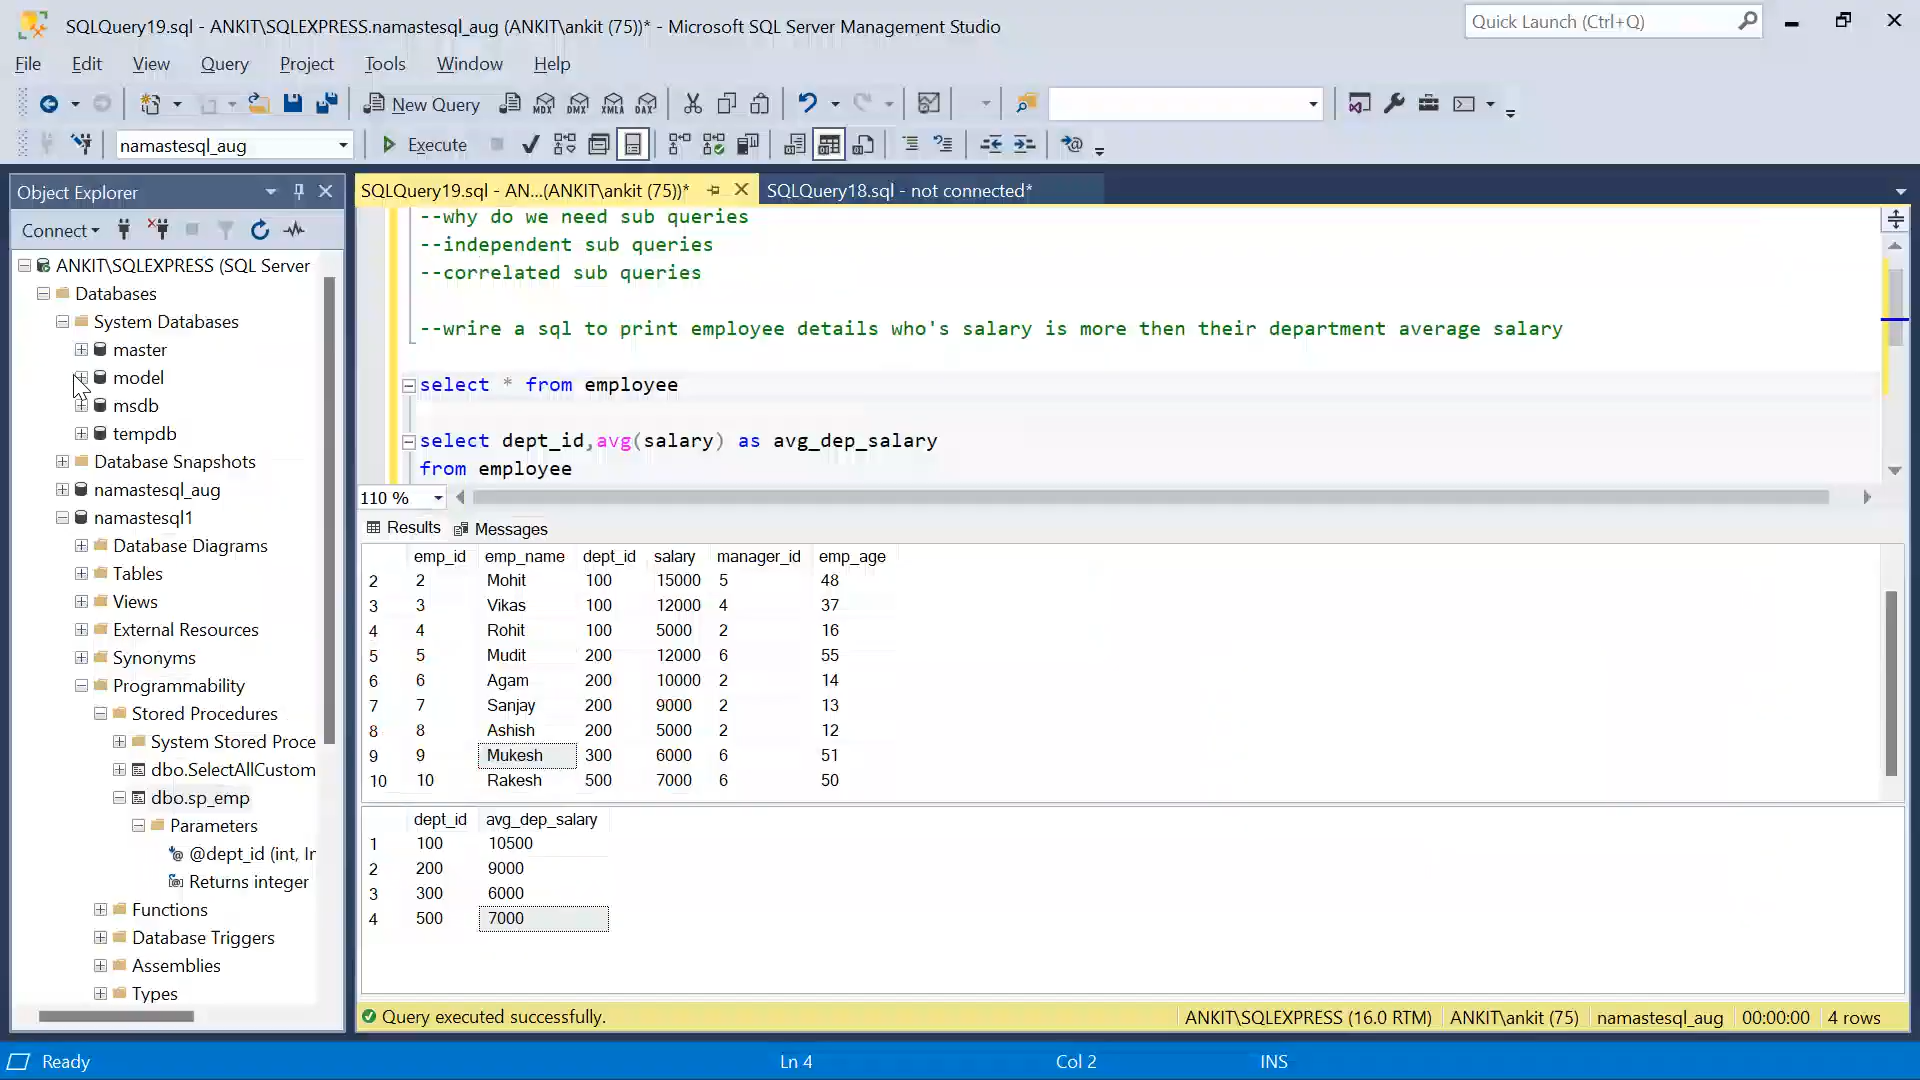 SQLQuery19.sql - ANKIT\SQLEXPRESS.namastesql_aug (ANKIT\ankit (75))* - Microsoft SQL Server Management Studio
Quick Launch (Ctrl+Q)
File Edit View Query Project Tools Window Help
New Query MDX DMX XMLA DAX
namastesql_aug Execute
Object Explorer
SQLQuery19.sql - AN...(ANKIT\ankit (75))* SQLQuery18.sql - not connected*
Connect
ANKIT\SQLEXPRESS (SQL Server
Databases
System Databases
master
model
msdb
tempdb
Database Snapshots
namastesql_aug
namastesql1
Database Diagrams
Tables
Views
External Resources
Synonyms
Programmability
Stored Procedures
System Stored Proce
dbo.SelectAllCustom
dbo.sp_emp
Parameters
@dept_id (int, In
Returns integer
Functions
Database Triggers
Assemblies
Types
--why do we need sub queries
--independent sub queries
--correlated sub queries
--wrire a sql to print employee details who's salary is more then their department average salary
select * from employee
select dept_id,avg(salary) as avg_dep_salary
from employee
110 %
Results Messages
emp_id emp_name dept_id salary manager_id emp_age
2 2 Mohit 100 15000 5 48
3 3 Vikas 100 12000 4 37
4 4 Rohit 100 5000 2 16
5 5 Mudit 200 12000 6 55
6 6 Agam 200 10000 2 14
7 7 Sanjay 200 9000 2 13
8 8 Ashish 200 5000 2 12
9 9 Mukesh 300 6000 6 51
10 10 Rakesh 500 7000 6 50
dept_id avg_dep_salary
1 100 10500
2 200 9000
3 300 6000
4 500 7000
Query executed successfully. ANKIT\SQLEXPRESS (16.0 RTM) ANKIT\ankit (75) namastesql_aug 00:00:00 4 rows
Ready Ln 4 Col 2 INS